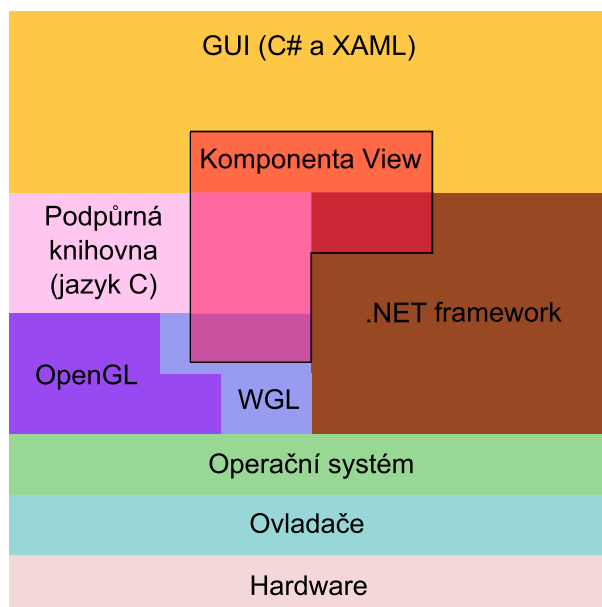 GUI (C# a XAML)
Komponenta View
Podpůrná
knihovna
(jazyk C)
.NET framework
OpenGL
WGL
Operační systém
Ovladače
Hardware